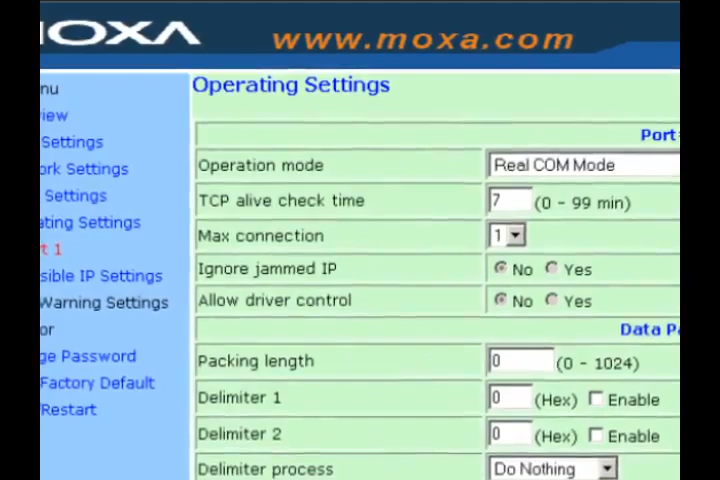 MOXA www.moxa.com
nu
iew
Settings
ork Settings
Settings
ating Settings
t 1
sible IP Settings
Warning Settings
or
ge Password
Factory Default
/Restart
Operating Settings
Port
Operation mode Real COM Mode
TCP alive check time 7 (0 - 99 min)
Max connection 1
Ignore jammed IP No Yes
Allow driver control No Yes
Data Pa
Packing length 0 (0 - 1024)
Delimiter 1 0 (Hex) Enable
Delimiter 2 0 (Hex) Enable
Delimiter process Do Nothing